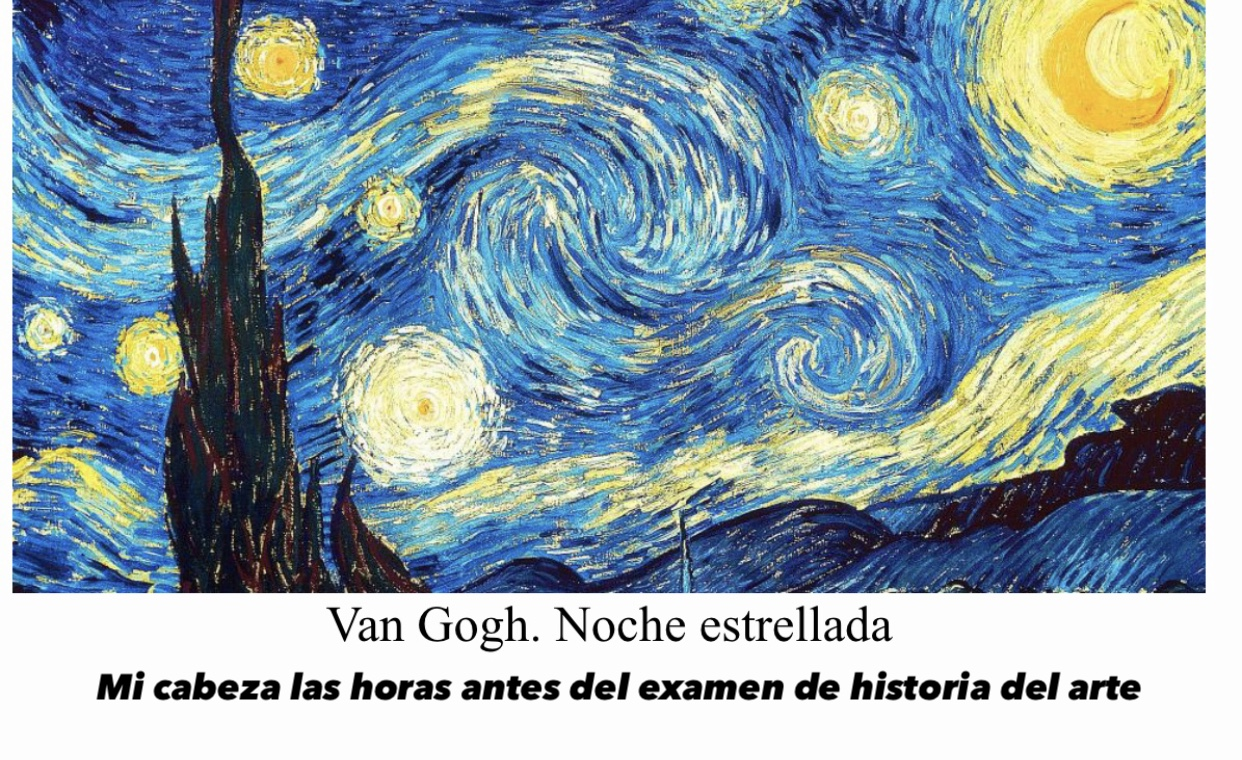 Van Gogh. Noche estrellada
Mi cabeza las horas antes del examen de historia del arte